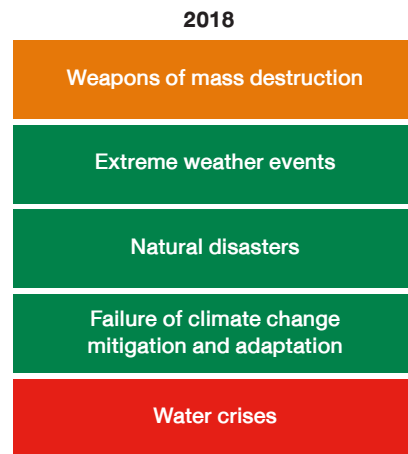 2018
Weapons of mass destruction
Extreme weather events
Natural disasters
Failure of climate change
mitigation and adaptation
Water crises